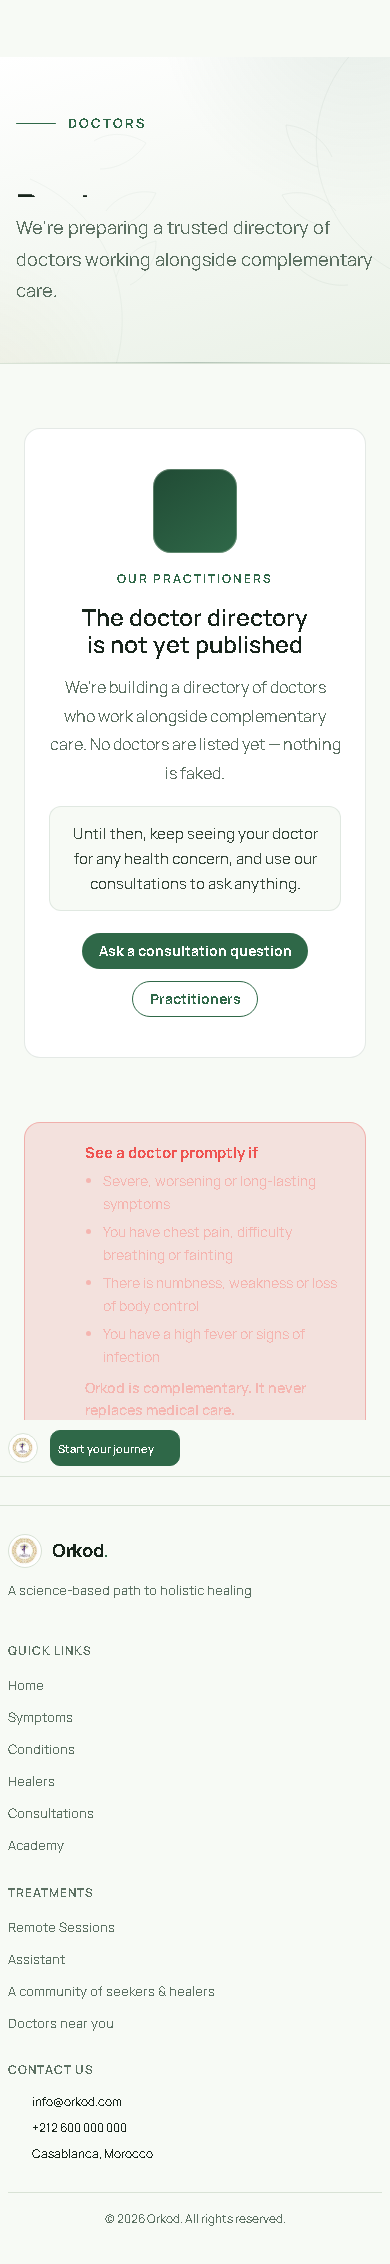 DOCTORS
We're preparing a trusted directory of
doctors working alongside complementary
care.
OUR PRACTITIONERS
The doctor directory
is not yet published
We're building a directory of doctors
who work alongside complementary
care. No doctors are listed yet — nothing
is faked.
Until then, keep seeing your doctor
for any health concern, and use our
consultations to ask anything.
Ask a consultation question
Practitioners
See a doctor promptly if
• Severe, worsening or long-lasting
symptoms
• You have chest pain, difficulty
breathing or fainting
• There is numbness, weakness or loss
of body control
• You have a high fever or signs of
infection
Orkod is complementary. It never
replaces medical care.
Start your journey
Orkod.
A science-based path to holistic healing
QUICK LINKS
Home
Symptoms
Conditions
Healers
Consultations
Academy
TREATMENTS
Remote Sessions
Assistant
A community of seekers & healers
Doctors near you
CONTACT US
info@orkod.com
+212 600 000 000
Casablanca, Morocco
© 2026 Orkod. All rights reserved.